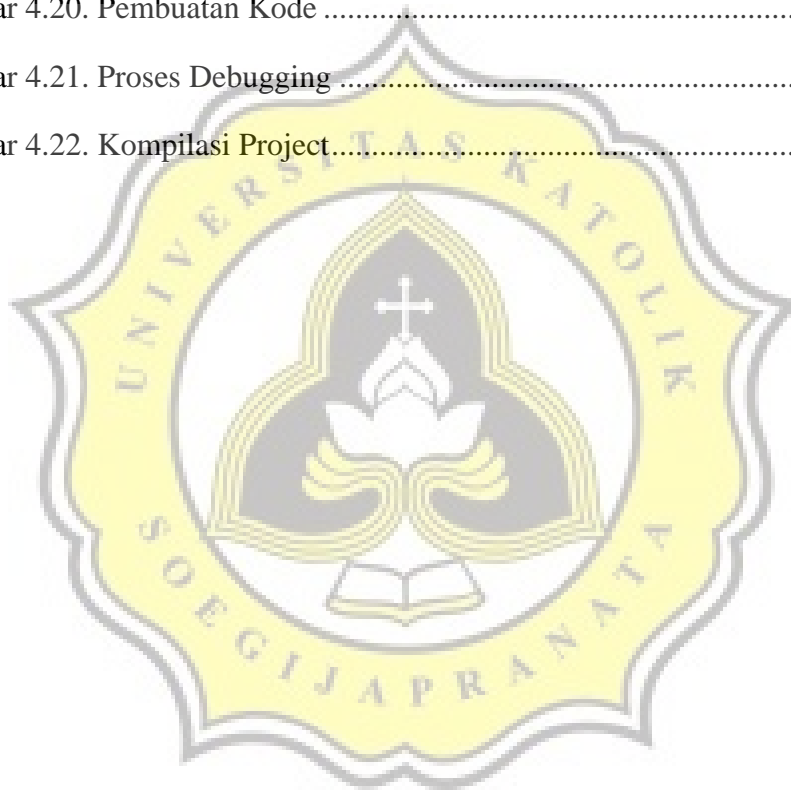 ar 4.20. Pembuatan Kode ................................................................
ar 4.21. Proses Debugging ..............................................................
ar 4.22. Kompilasi Project..............................................................
UNIVERSITAS KATOLIK
SOEGIJAPRANATA